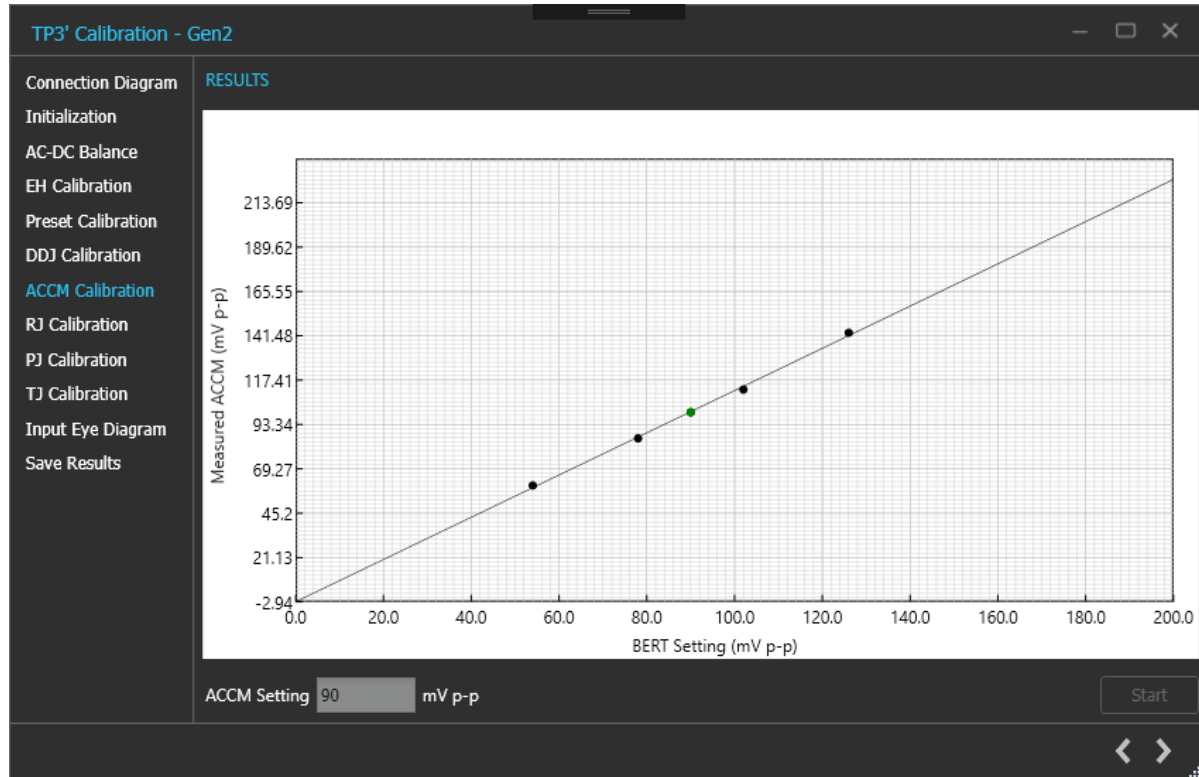 TP3' Calibration - Gen2
Connection Diagram
Initialization
AC-DC Balance
EH Calibration
Preset Calibration
DDJ Calibration
ACCM Calibration
RJ Calibration
PJ Calibration
TJ Calibration
Input Eye Diagram
Save Results
RESULTS
Measured ACCM (mV p-p)
213.69
189.62
165.55
141.48
117.41
93.34
69.27
45.2
21.13
-2.94
0.0 20.0 40.0 60.0 80.0 100.0 120.0 140.0 160.0 180.0 200.0
BERT Setting (mV p-p)
ACCM Setting 90 mV p-p
Start